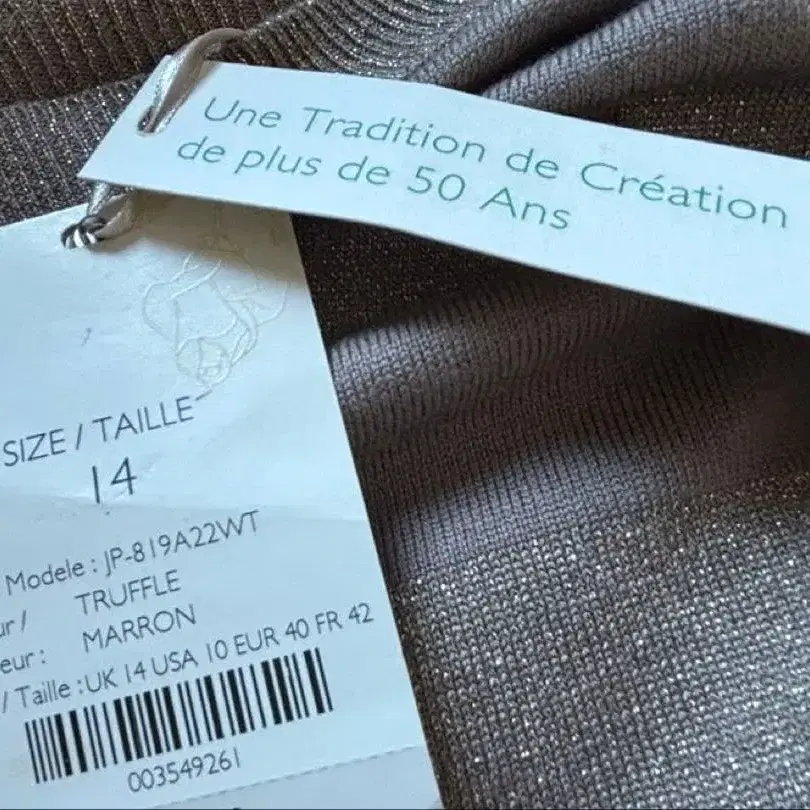 Une Tradition de Création
de plus de 50 Ans
SIZE / TAILLE
14
Modele : JP-819A22WT
ur / TRUFFLE
eur : MARRON
/ Taille : UK 14 USA 10 EUR 40 FR 42
003549261